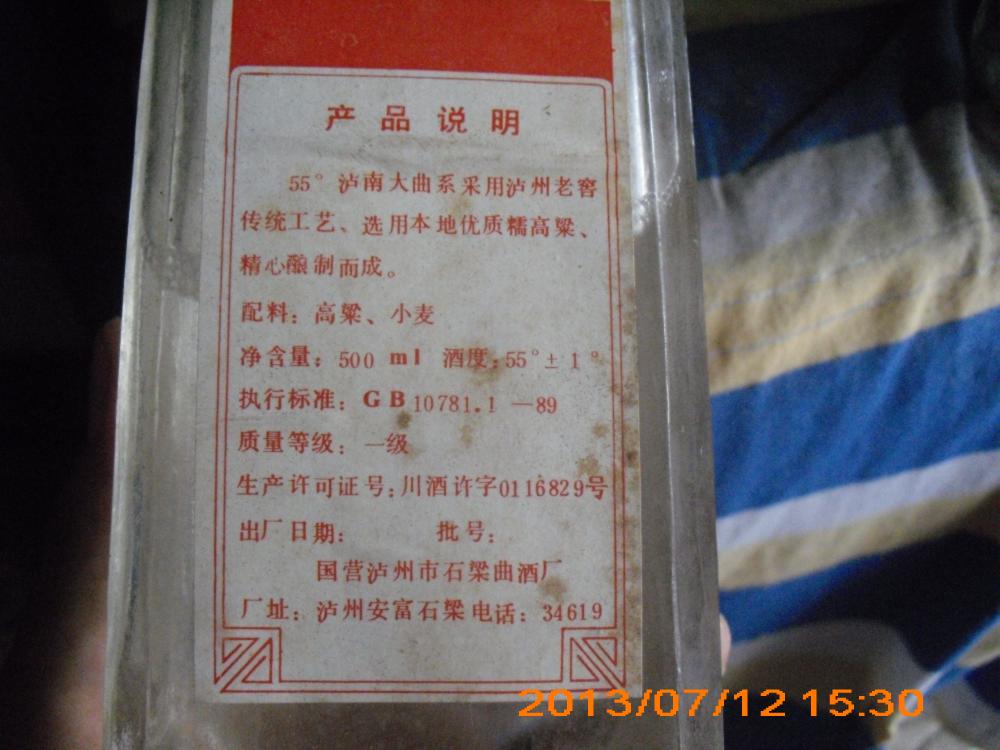 产品说明
55° 泸南大曲系采用泸州老窖
传统工艺、选用本地优质糯高粱、
精心酿制而成。
配料：高粱、小麦
净含量：500 ml 酒度：55°±1°
执行标准：GB10781.1—89
质量等级：一级
生产许可证号：川酒许字0116829号
出厂日期： 批号：
国营泸州市石梁曲酒厂
厂址：泸州安富石梁 电话：34619
2013/07/12 15:30